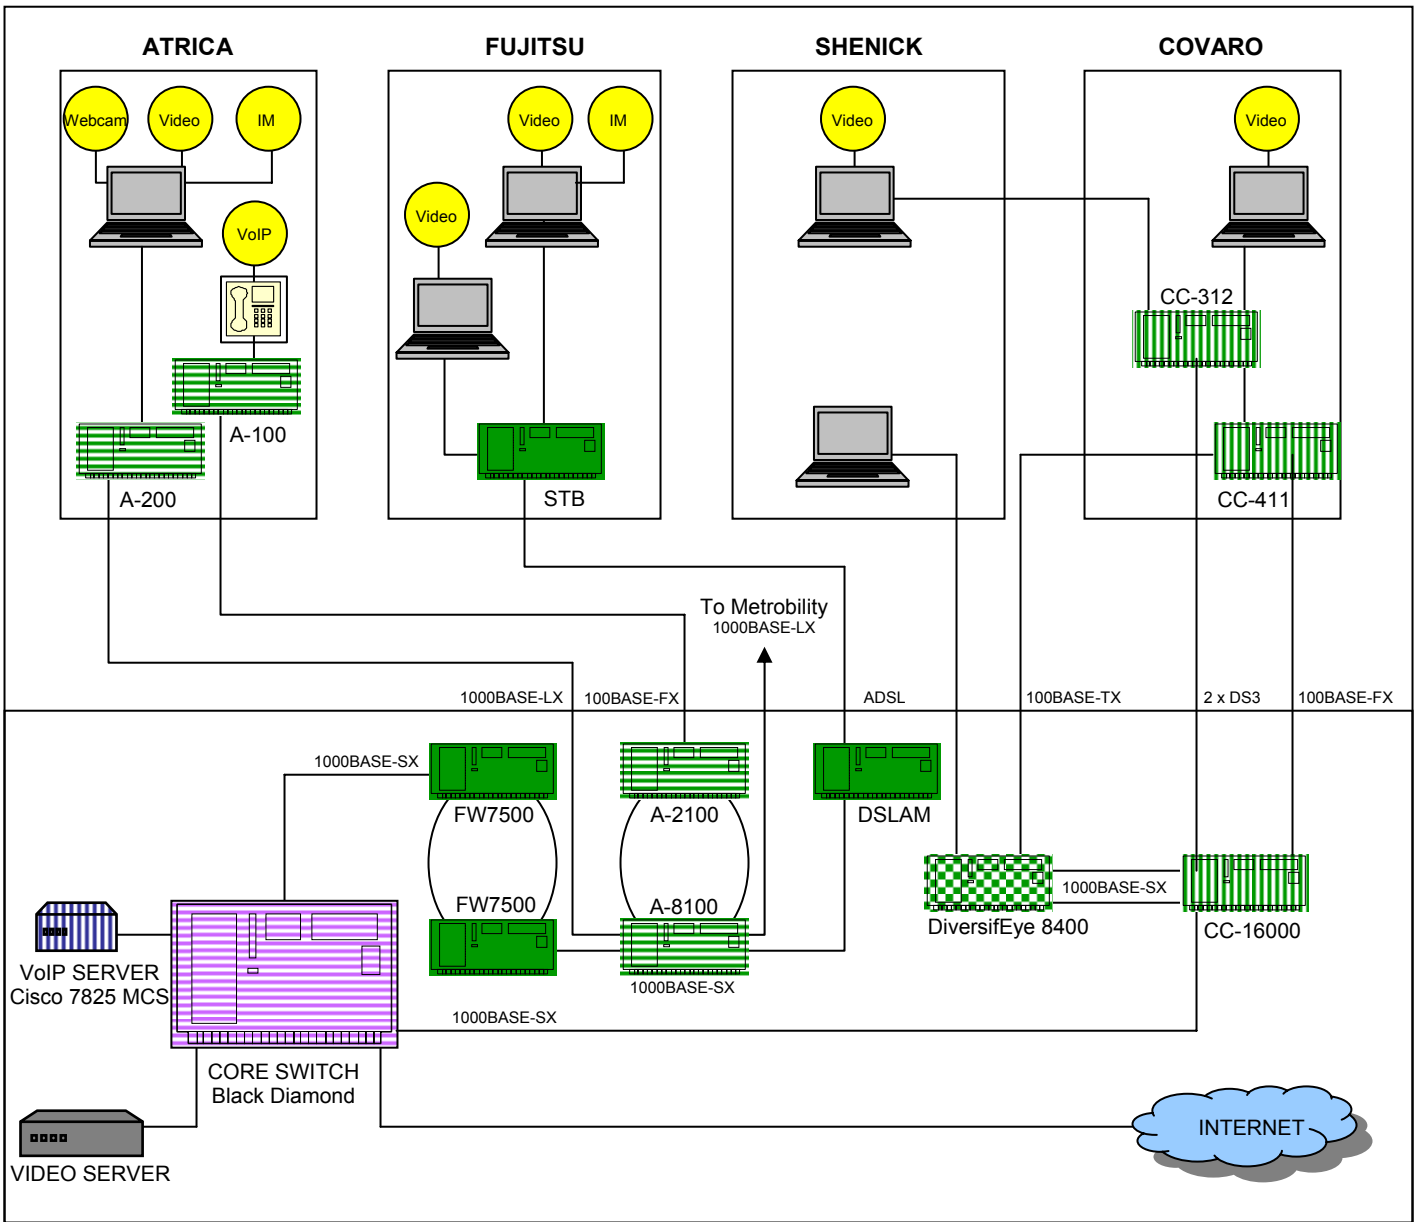 ATRICA
FUJITSU
SHENICK
COVARO
Webcam
Video
IM
Video
IM
Video
Video
VoIP
Video
CC-312
A-100
A-200
STB
CC-411
To Metrobility
1000BASE-LX
1000BASE-LX
100BASE-FX
ADSL
100BASE-TX
2 x DS3
100BASE-FX
1000BASE-SX
FW7500
A-2100
DSLAM
1000BASE-SX
FW7500
A-8100
DiversifEye 8400
CC-16000
VoIP SERVER
Cisco 7825 MCS
1000BASE-SX
1000BASE-SX
CORE SWITCH
Black Diamond
INTERNET
VIDEO SERVER